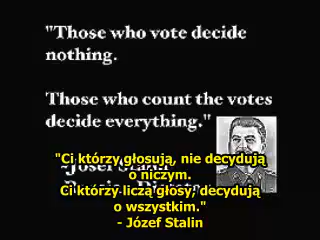 "Those who vote decide
nothing.
Those who count the votes
decide everything."
-Josef
"Ci którzy głosują, nie decydują
o niczym.
Ci którzy liczą głosy, decydują
o wszystkim."
- Józef Stalin